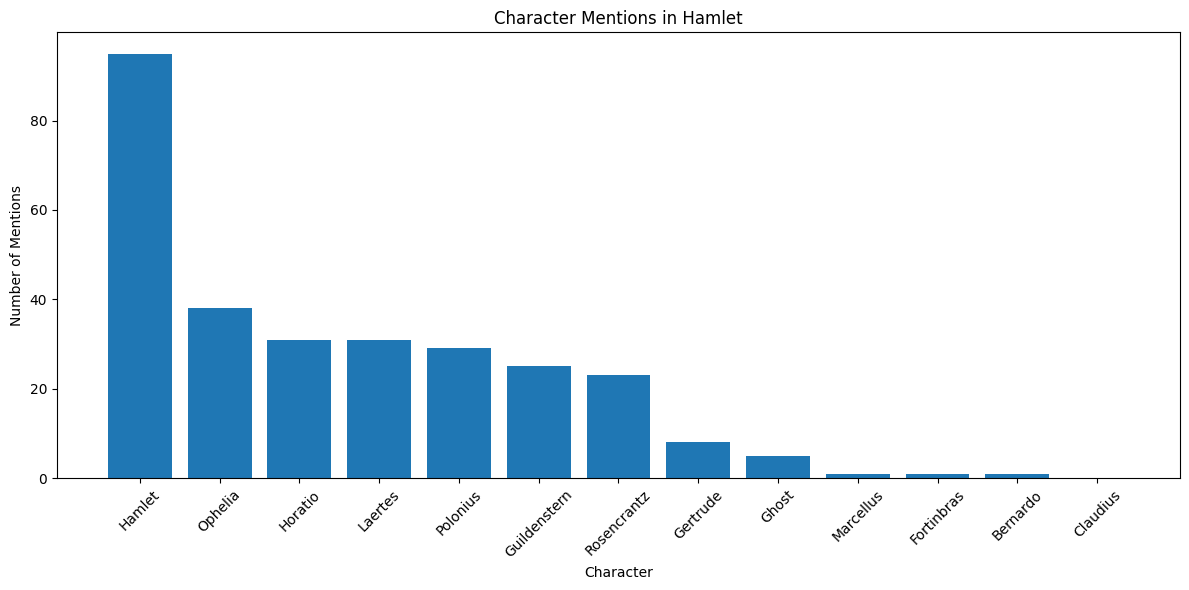 Character Mentions in Hamlet
Number of Mentions
80
60
40
20
0
Hamlet
Ophelia
Horatio
Laertes
Polonius
Guildenstern
Rosencrantz
Gertrude
Ghost
Marcellus
Fortinbras
Bernardo
Claudius
Character